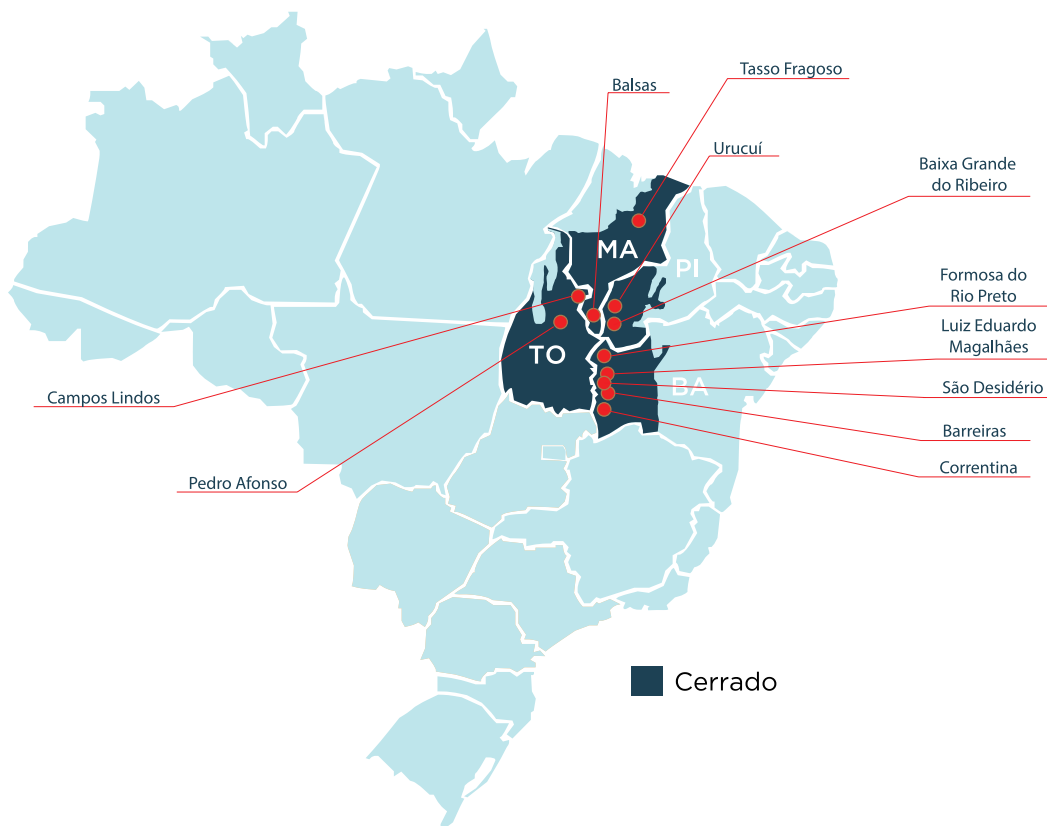 Tasso Fragoso
Balsas
Urucuí
Baixa Grande
do Ribeiro
MA
PI
Formosa do
Rio Preto
Luiz Eduardo
Magalhães
TO
BA
São Desidério
Campos Lindos
Barreiras
Correntina
Pedro Afonso
Cerrado